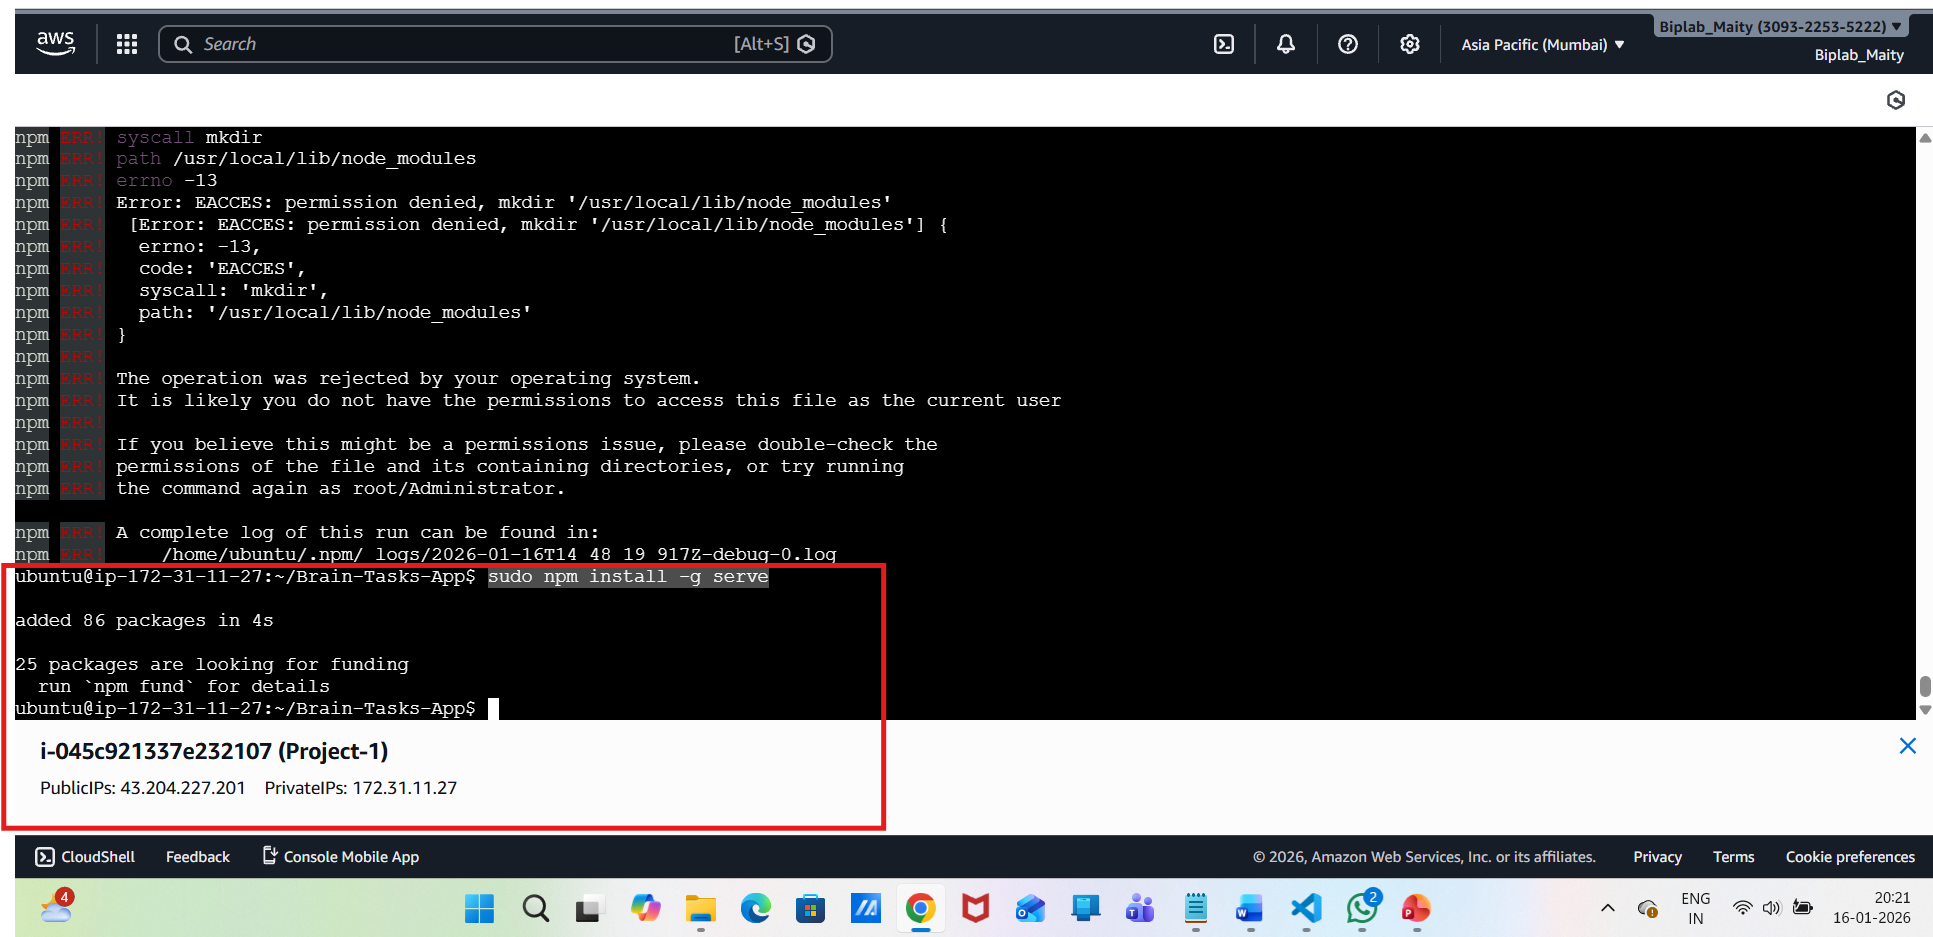 aws
Search
[Alt+S]
Asia Pacific (Mumbai)
Biplab_Maity (3093-2253-5222)
Biplab_Maity
npm ERR! syscall mkdir
npm ERR! path /usr/local/lib/node_modules
npm ERR! errno -13
npm ERR! Error: EACCES: permission denied, mkdir '/usr/local/lib/node_modules'
npm ERR!  [Error: EACCES: permission denied, mkdir '/usr/local/lib/node_modules'] {
npm ERR!   errno: -13,
npm ERR!   code: 'EACCES',
npm ERR!   syscall: 'mkdir',
npm ERR!   path: '/usr/local/lib/node_modules'
npm ERR! }
npm ERR!
npm ERR! The operation was rejected by your operating system.
npm ERR! It is likely you do not have the permissions to access this file as the current user
npm ERR!
npm ERR! If you believe this might be a permissions issue, please double-check the
npm ERR! permissions of the file and its containing directories, or try running
npm ERR! the command again as root/Administrator.
npm ERR! A complete log of this run can be found in:
npm ERR!     /home/ubuntu/.npm/_logs/2026-01-16T14_48_19_917Z-debug-0.log
ubuntu@ip-172-31-11-27:~/Brain-Tasks-App$ sudo npm install -g serve
added 86 packages in 4s
25 packages are looking for funding
  run `npm fund` for details
ubuntu@ip-172-31-11-27:~/Brain-Tasks-App$
i-045c921337e232107 (Project-1)
PublicIPs: 43.204.227.201 PrivateIPs: 172.31.11.27
CloudShell Feedback Console Mobile App © 2026, Amazon Web Services, Inc. or its affiliates. Privacy Terms Cookie preferences
4
2
ENG
IN
20:21
16-01-2026